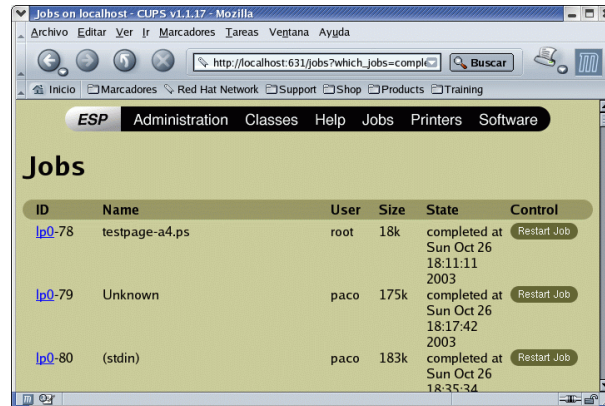 Jobs on localhost - CUPS v1.1.17 - Mozilla
Archivo Editar Ver Ir Marcadores Tareas Ventana Ayuda
http://localhost:631/jobs?which_jobs=comple Buscar
Inicio Marcadores Red Hat Network Support Shop Products Training
ESP Administration Classes Help Jobs Printers Software
Jobs
ID Name User Size State Control
lp0-78 testpage-a4.ps root 18k completed at Restart Job
Sun Oct 26
18:11:11
2003
lp0-79 Unknown paco 175k completed at Restart Job
Sun Oct 26
18:17:42
2003
lp0-80 (stdin) paco 183k completed at Restart Job
Sun Oct 26
18:35:34